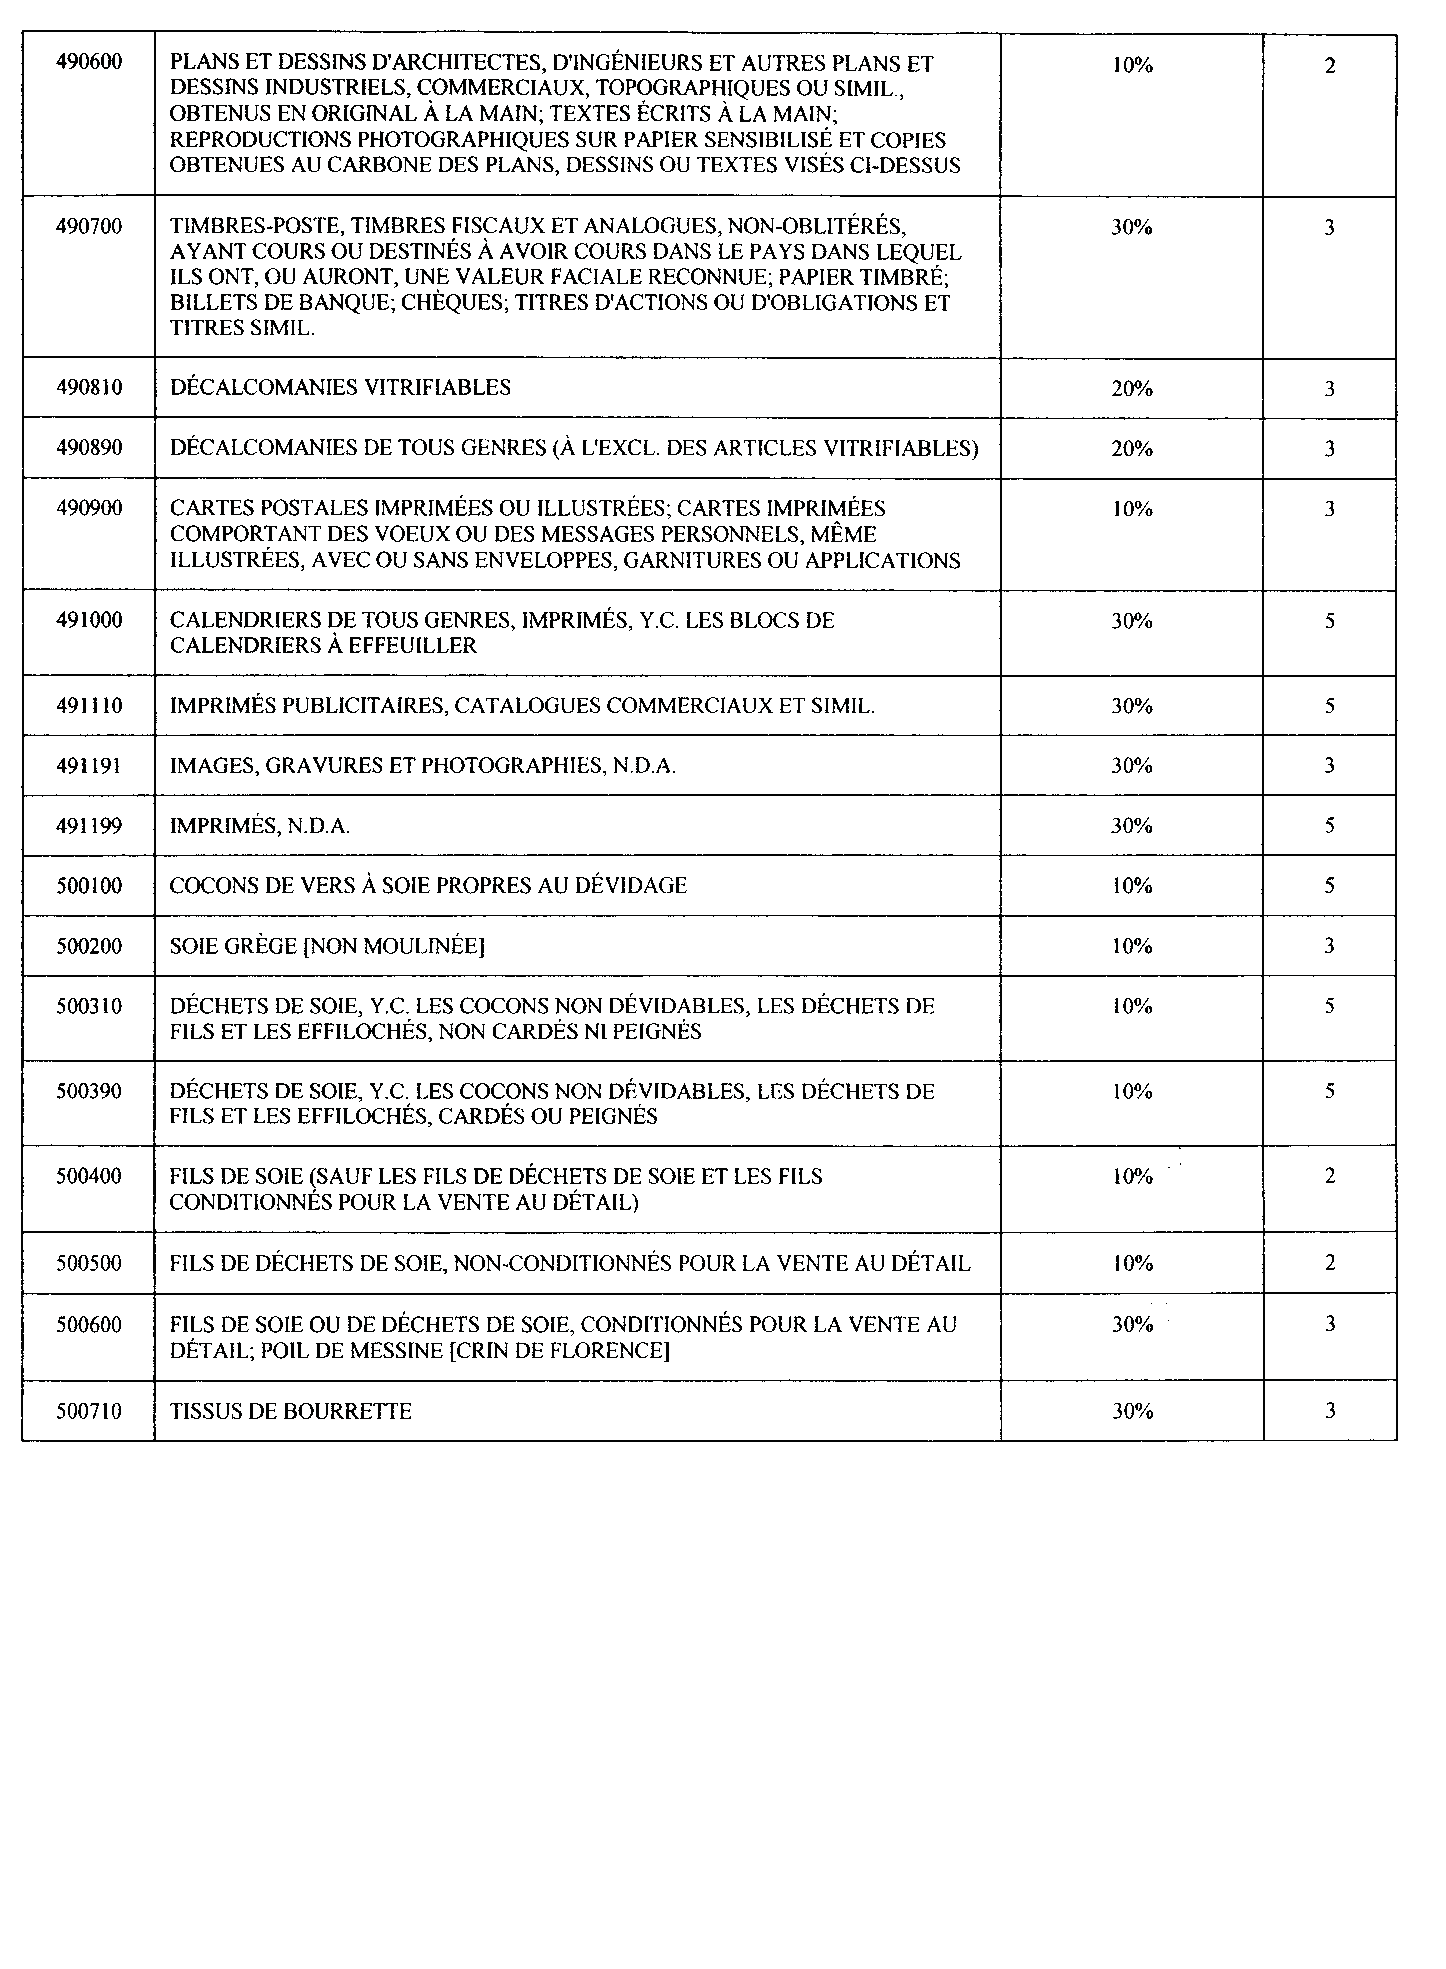 490600 PLANS ET DESSINS D'ARCHITECTES, D'INGÉNIEURS ET AUTRES PLANS ET 10% 2
DESSINS INDUSTRIELS, COMMERCIAUX, TOPOGRAPHIQUES OU SIMIL.,
OBTENUS EN ORIGINAL À LA MAIN; TEXTES ÉCRITS À LA MAIN;
REPRODUCTIONS PHOTOGRAPHIQUES SUR PAPIER SENSIBILISÉ ET COPIES
OBTENUES AU CARBONE DES PLANS, DESSINS OU TEXTES VISÉS CI-DESSUS
490700 TIMBRES-POSTE, TIMBRES FISCAUX ET ANALOGUES, NON-OBLITÉRÉS, 30% 3
AYANT COURS OU DESTINÉS À AVOIR COURS DANS LE PAYS DANS LEQUEL
ILS ONT, OU AURONT, UNE VALEUR FACIALE RECONNUE; PAPIER TIMBRÉ;
BILLETS DE BANQUE; CHÈQUES; TITRES D'ACTIONS OU D'OBLIGATIONS ET
TITRES SIMIL.
490810 DÉCALCOMANIES VITRIFIABLES 20% 3
490890 DÉCALCOMANIES DE TOUS GENRES (À L'EXCL. DES ARTICLES VITRIFIABLES) 20% 3
490900 CARTES POSTALES IMPRIMÉES OU ILLUSTRÉES; CARTES IMPRIMÉES 10% 3
COMPORTANT DES VOEUX OU DES MESSAGES PERSONNELS, MÊME
ILLUSTRÉES, AVEC OU SANS ENVELOPPES, GARNITURES OU APPLICATIONS
491000 CALENDRIERS DE TOUS GENRES, IMPRIMÉS, Y.C. LES BLOCS DE 30% 5
CALENDRIERS À EFFEUILLER
491110 IMPRIMÉS PUBLICITAIRES, CATALOGUES COMMERCIAUX ET SIMIL. 30% 5
491191 IMAGES, GRAVURES ET PHOTOGRAPHIES, N.D.A. 30% 3
491199 IMPRIMÉS, N.D.A. 30% 5
500100 COCONS DE VERS À SOIE PROPRES AU DÉVIDAGE 10% 5
500200 SOIE GRÈGE [NON MOULINÉE] 10% 3
500310 DÉCHETS DE SOIE, Y.C. LES COCONS NON DÉVIDABLES, LES DÉCHETS DE 10% 5
FILS ET LES EFFILOCHÉS, NON CARDÉS NI PEIGNÉS
500390 DÉCHETS DE SOIE, Y.C. LES COCONS NON DÉVIDABLES, LES DÉCHETS DE 10% 5
FILS ET LES EFFILOCHÉS, CARDÉS OU PEIGNÉS
500400 FILS DE SOIE (SAUF LES FILS DE DÉCHETS DE SOIE ET LES FILS 10% 2
CONDITIONNÉS POUR LA VENTE AU DÉTAIL)
500500 FILS DE DÉCHETS DE SOIE, NON-CONDITIONNÉS POUR LA VENTE AU DÉTAIL 10% 2
500600 FILS DE SOIE OU DE DÉCHETS DE SOIE, CONDITIONNÉS POUR LA VENTE AU 30% 3
DÉTAIL; POIL DE MESSINE [CRIN DE FLORENCE]
500710 TISSUS DE BOURRETTE 30% 3